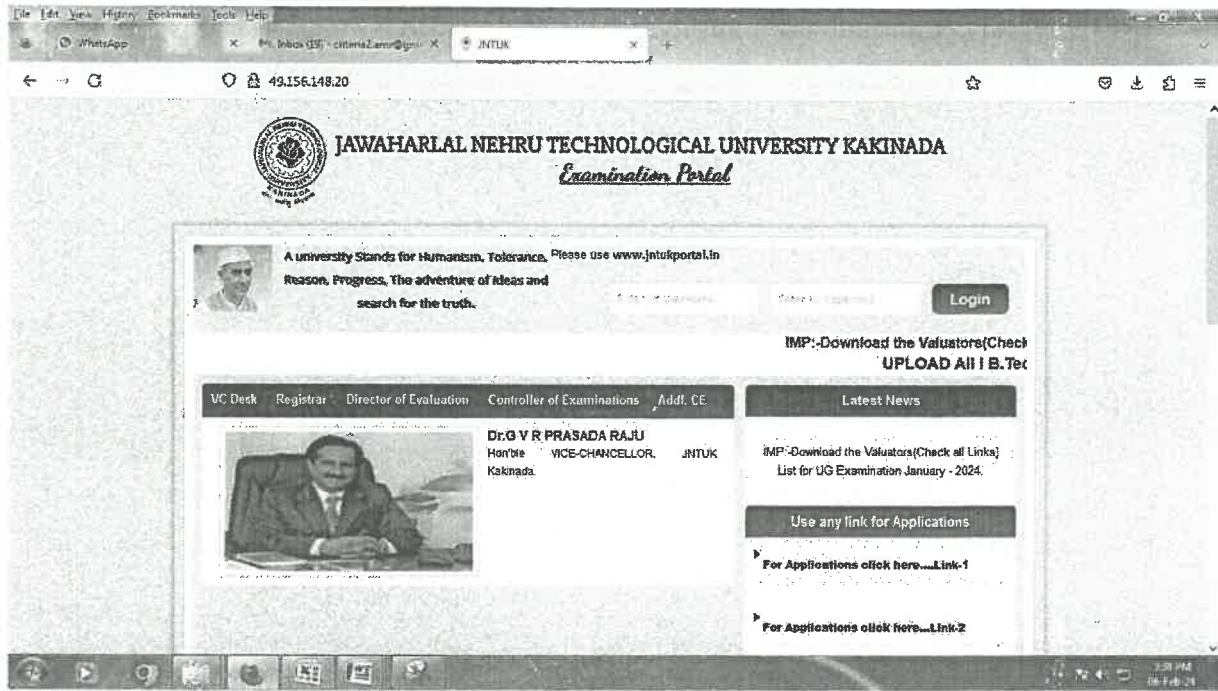 File Edit View History Bookmarks Tools Help
WhatsApp
JNTUK
49.156.148.20
JAWAHARLAL NEHRU TECHNOLOGICAL UNIVERSITY KAKINADA
Examination Portal
A university Stands for Humanism, Tolerance,
Reason, Progress, The adventure of Ideas and
search for the truth.
Please use www.jntukportal.in
Login
IMP:-Download the Valuators(Check
UPLOAD All I B.Tec
VC Desk Registrar Director of Evaluation Controller of Examinations Addl. CE
Dr.G V R PRASADA RAJU
Hon'ble VICE-CHANCELLOR, JNTUK
Kakinada.
Latest News
IMP:-Download the Valuators(Check all Links)
List for UG Examination January - 2024.
Use any link for Applications
For Applications click here....Link-1
For Applications click here...Link-2
06-Feb-24